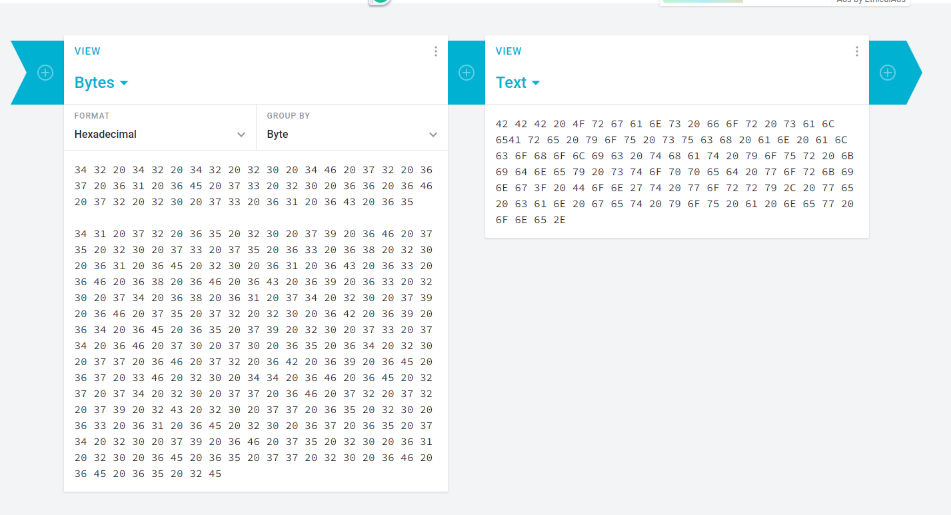 Ads by EthicalAds
VIEW
Bytes
FORMAT
Hexadecimal
GROUP BY
Byte
34 32 20 34 32 20 34 32 20 32 30 20 34 46 20 37 32 20 36
37 20 36 31 20 36 45 20 37 33 20 32 30 20 36 36 20 36 46
20 37 32 20 32 30 20 37 33 20 36 31 20 36 43 20 36 35
34 31 20 37 32 20 36 35 20 32 30 20 37 39 20 36 46 20 37
35 20 32 30 20 37 33 20 37 35 20 36 33 20 36 38 20 32 30
20 36 31 20 36 45 20 32 30 20 36 31 20 36 43 20 36 33 20
36 46 20 36 38 20 36 46 20 36 43 20 36 39 20 36 33 20 32
30 20 37 34 20 36 38 20 36 31 20 37 34 20 32 30 20 37 39
20 36 46 20 37 35 20 37 32 20 32 30 20 36 42 20 36 39 20
36 34 20 36 45 20 36 35 20 37 39 20 32 30 20 37 33 20 37
34 20 36 46 20 37 30 20 37 30 20 36 35 20 36 34 20 32 30
20 37 37 20 36 46 20 37 32 20 36 42 20 36 39 20 36 45 20
36 37 20 33 46 20 32 30 20 34 34 20 36 46 20 36 45 20 32
37 20 37 34 20 32 30 20 37 37 20 36 46 20 37 32 20 37 32
20 37 39 20 32 43 20 32 30 20 37 37 20 36 35 20 32 30 20
36 33 20 36 31 20 36 45 20 32 30 20 36 37 20 36 35 20 37
34 20 32 30 20 37 39 20 36 46 20 37 35 20 32 30 20 36 31
20 32 30 20 36 45 20 36 35 20 37 37 20 32 30 20 36 46 20
36 45 20 36 35 20 32 45
VIEW
Text
42 42 42 20 4F 72 67 61 6E 73 20 66 6F 72 20 73 61 6C
6541 72 65 20 79 6F 75 20 73 75 63 68 20 61 6E 20 61 6C
63 6F 68 6F 6C 69 63 20 74 68 61 74 20 79 6F 75 72 20 6B
69 64 6E 65 79 20 73 74 6F 70 70 65 64 20 77 6F 72 6B 69
6E 67 3F 20 44 6F 6E 27 74 20 77 6F 72 72 79 2C 20 77 65
20 63 61 6E 20 67 65 74 20 79 6F 75 20 61 20 6E 65 77 20
6F 6E 65 2E